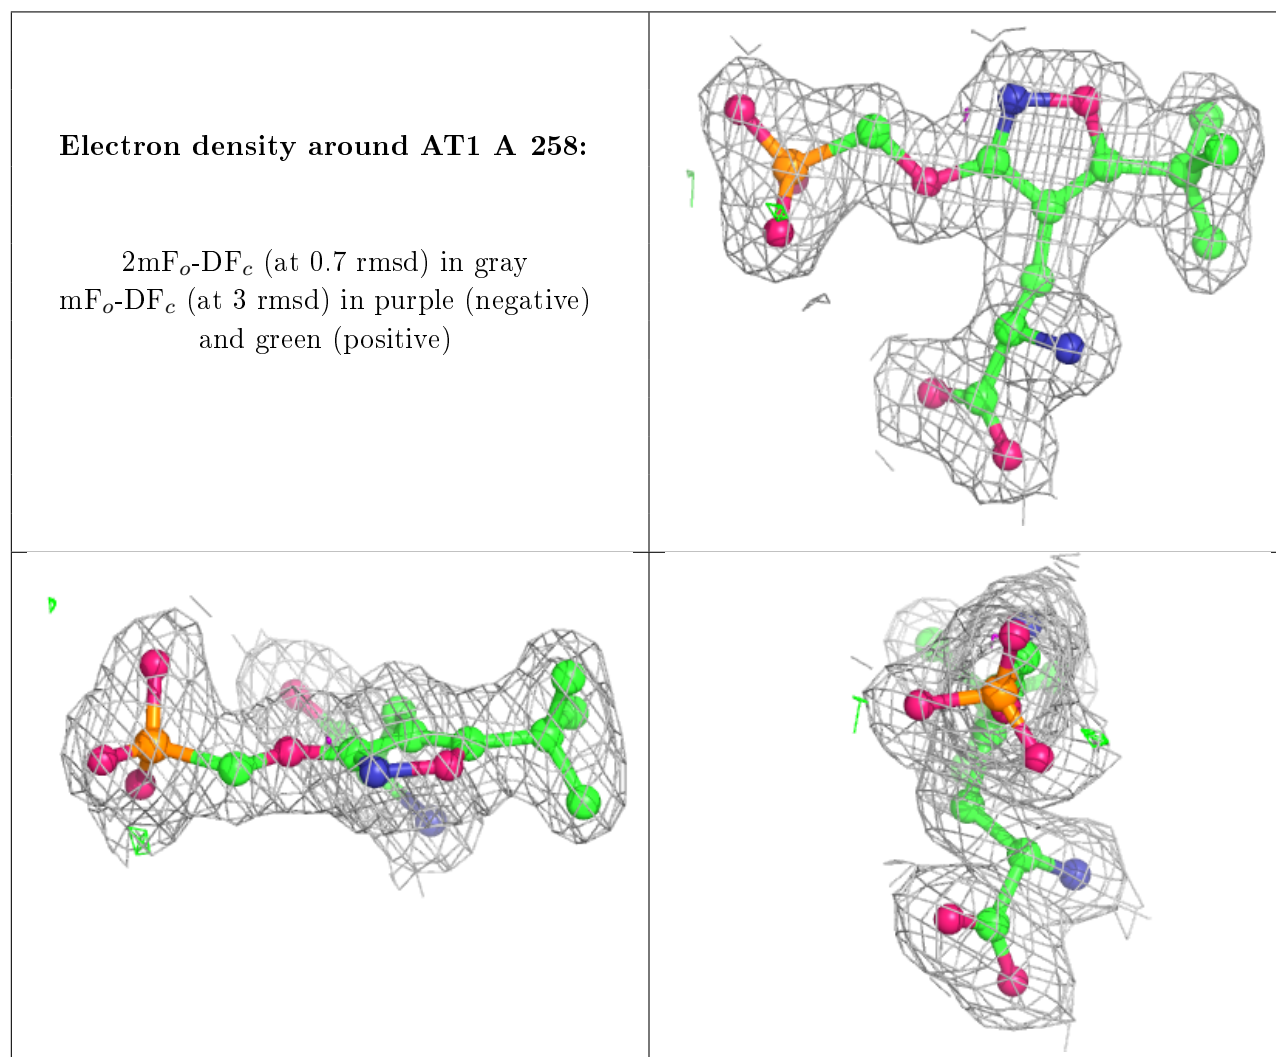 Electron density around AT1 A 258:
2mFo-DFc (at 0.7 rmsd) in gray
mFo-DFc (at 3 rmsd) in purple (negative)
and green (positive)